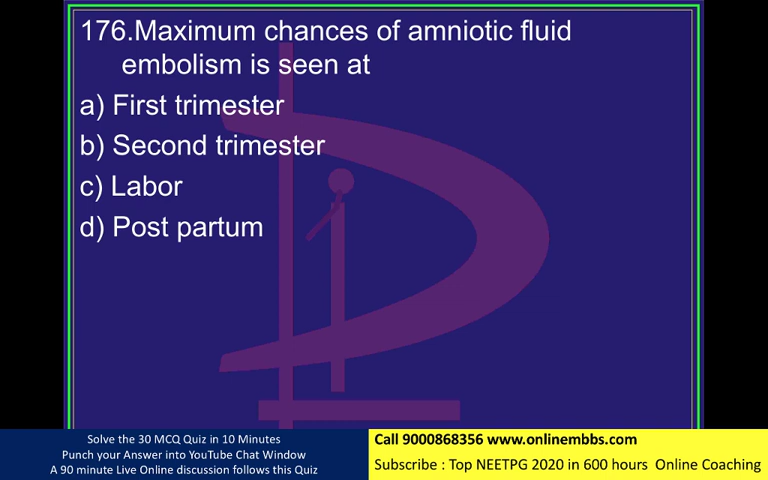 176.Maximum chances of amniotic fluid
embolism is seen at
a) First trimester
b) Second trimester
c) Labor
d) Post partum
Solve the 30 MCQ Quiz in 10 Minutes
Punch your Answer into YouTube Chat Window
A 90 minute Live Online discussion follows this Quiz
Call 9000868356 www.onlinembbs.com
Subscribe : Top NEETPG 2020 in 600 hours Online Coaching